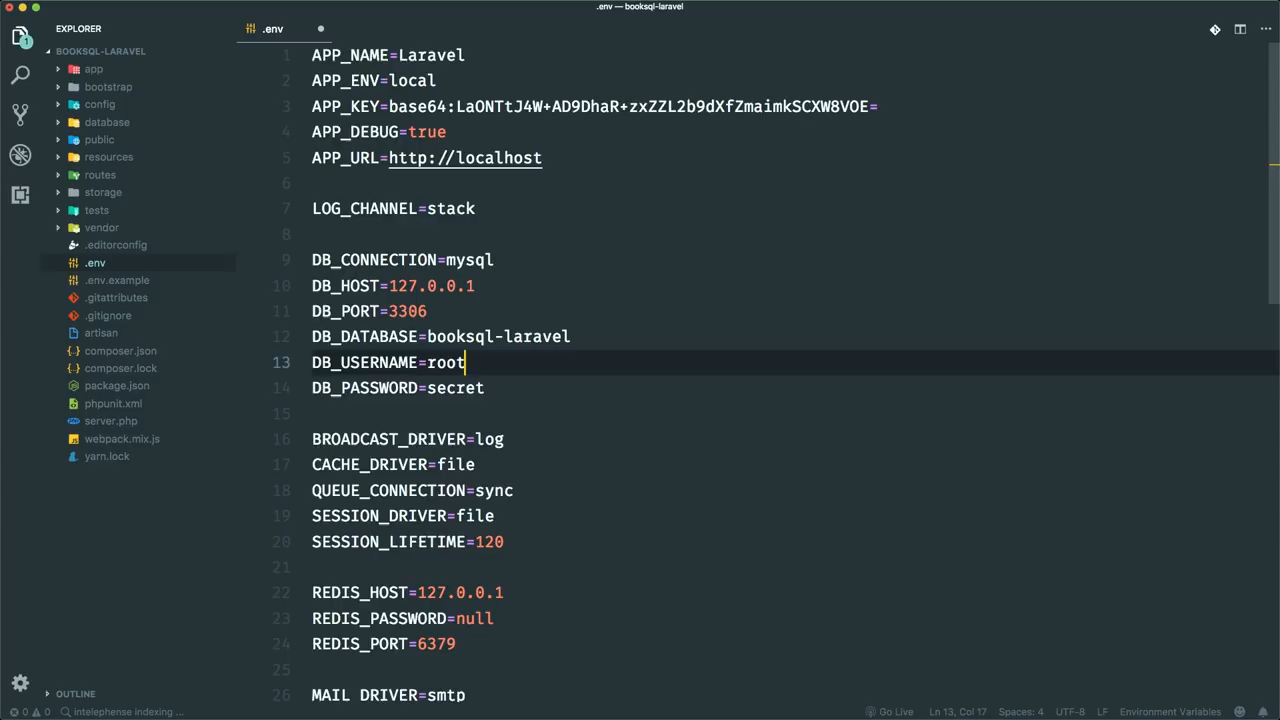 .env — booksql-laravel
EXPLORER
BOOKSQL-LARAVEL
app
bootstrap
config
database
public
resources
routes
storage
tests
vendor
.editorconfig
.env
.env.example
.gitattributes
.gitignore
artisan
composer.json
composer.lock
package.json
phpunit.xml
server.php
webpack.mix.js
yarn.lock
OUTLINE
1
.env
1 APP_NAME=Laravel
2 APP_ENV=local
3 APP_KEY=base64:LaONTtJ4W+AD9DhaR+zxZZL2b9dXfZmaimkSCXW8VOE=
4 APP_DEBUG=true
5 APP_URL=http://localhost
6
7 LOG_CHANNEL=stack
8
9 DB_CONNECTION=mysql
10 DB_HOST=127.0.0.1
11 DB_PORT=3306
12 DB_DATABASE=booksql-laravel
13 DB_USERNAME=root
14 DB_PASSWORD=secret
15
16 BROADCAST_DRIVER=log
17 CACHE_DRIVER=file
18 QUEUE_CONNECTION=sync
19 SESSION_DRIVER=file
20 SESSION_LIFETIME=120
21
22 REDIS_HOST=127.0.0.1
23 REDIS_PASSWORD=null
24 REDIS_PORT=6379
25
26 MAIL_DRIVER=smtp
0 0 intelephense indexing ... Go Live Ln 13, Col 17 Spaces: 4 UTF-8 LF Environment Variables